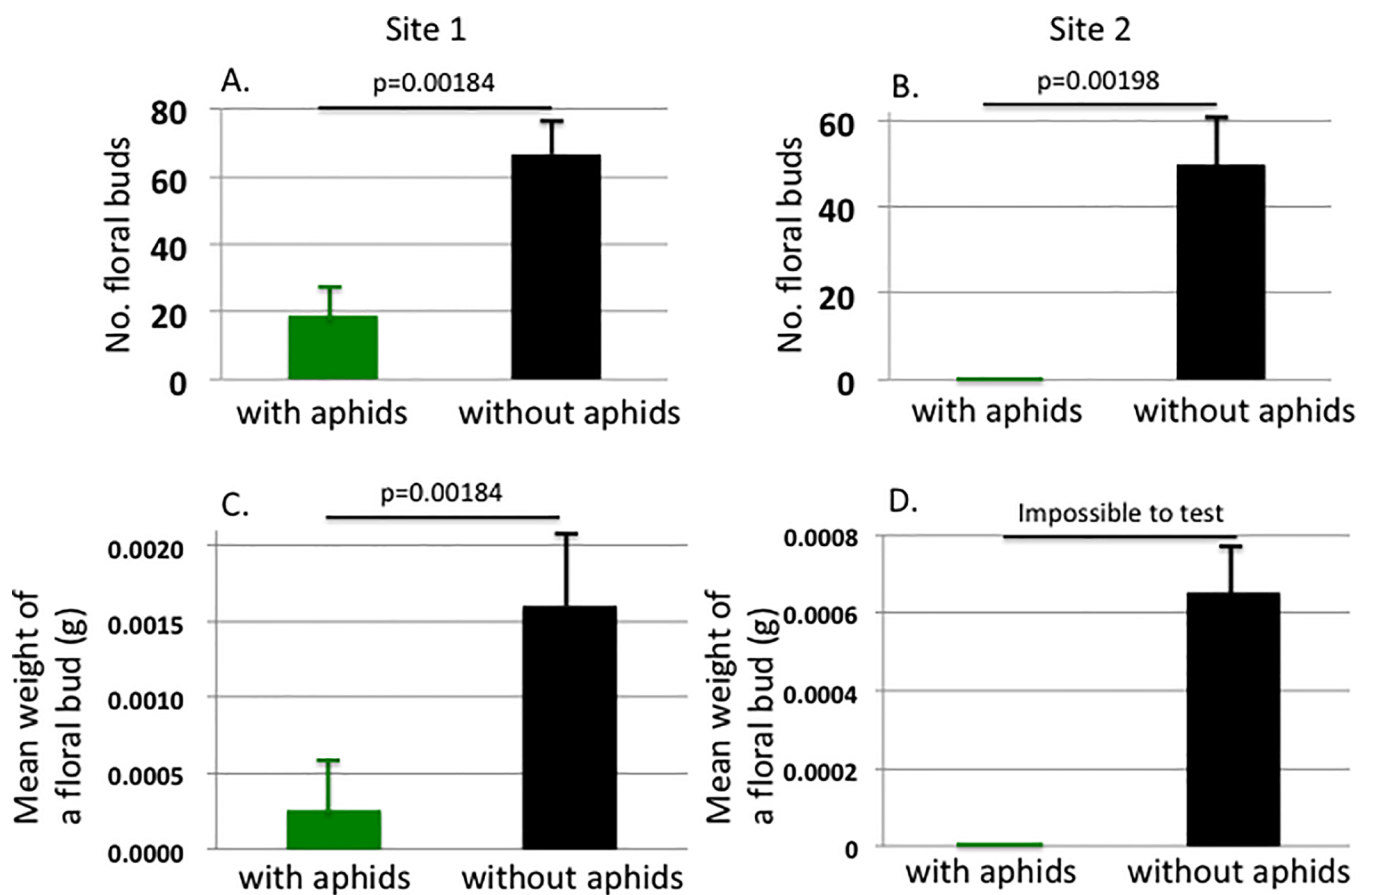 Site 1
Site 2
A.
p=0.00184
No. floral buds
80
60
40
20
0
with aphids
without aphids
B.
p=0.00198
No. floral buds
60
40
20
0
with aphids
without aphids
C.
p=0.00184
Mean weight of
a floral bud (g)
0.0020
0.0015
0.0010
0.0005
0.0000
with aphids
without aphids
D.
Impossible to test
Mean weight of
a floral bud (g)
0.0008
0.0006
0.0004
0.0002
0
with aphids
without aphids